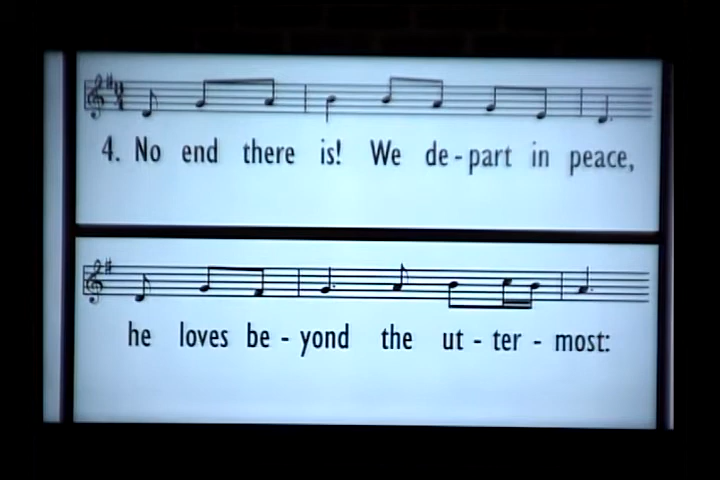 4. No end there is! We de - part in peace,
he loves be - yond the ut - ter - most: